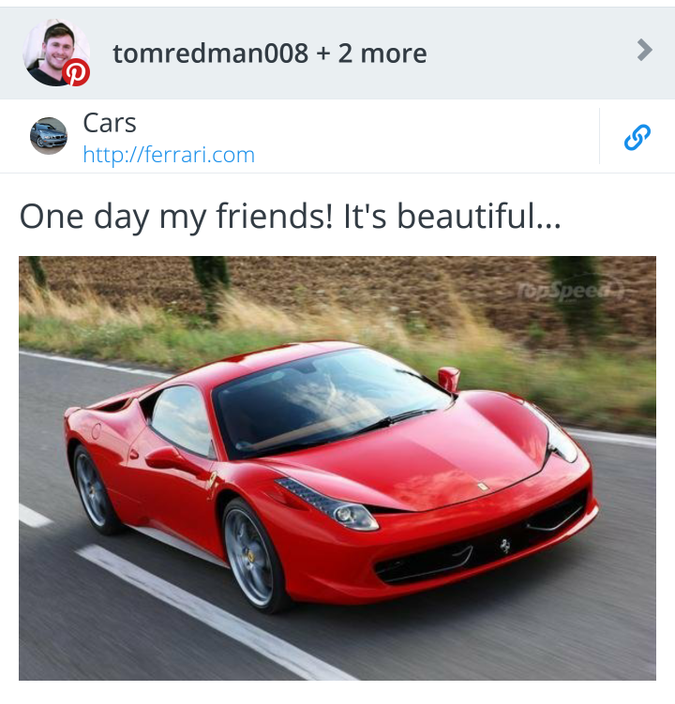 tomredman008 + 2 more
Cars
http://ferrari.com
One day my friends! It's beautiful...
TopSpeed